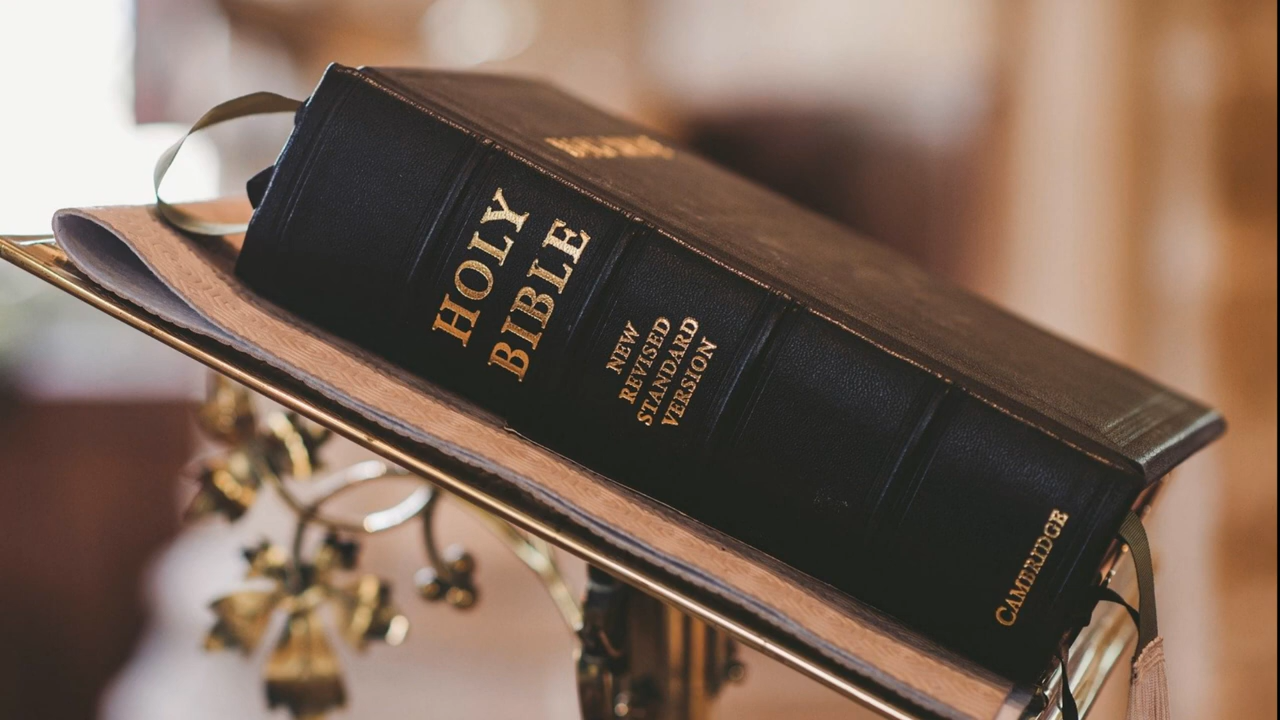 HOLY
BIBLE
NEW
REVISED
STANDARD
VERSION
CAMBRIDGE